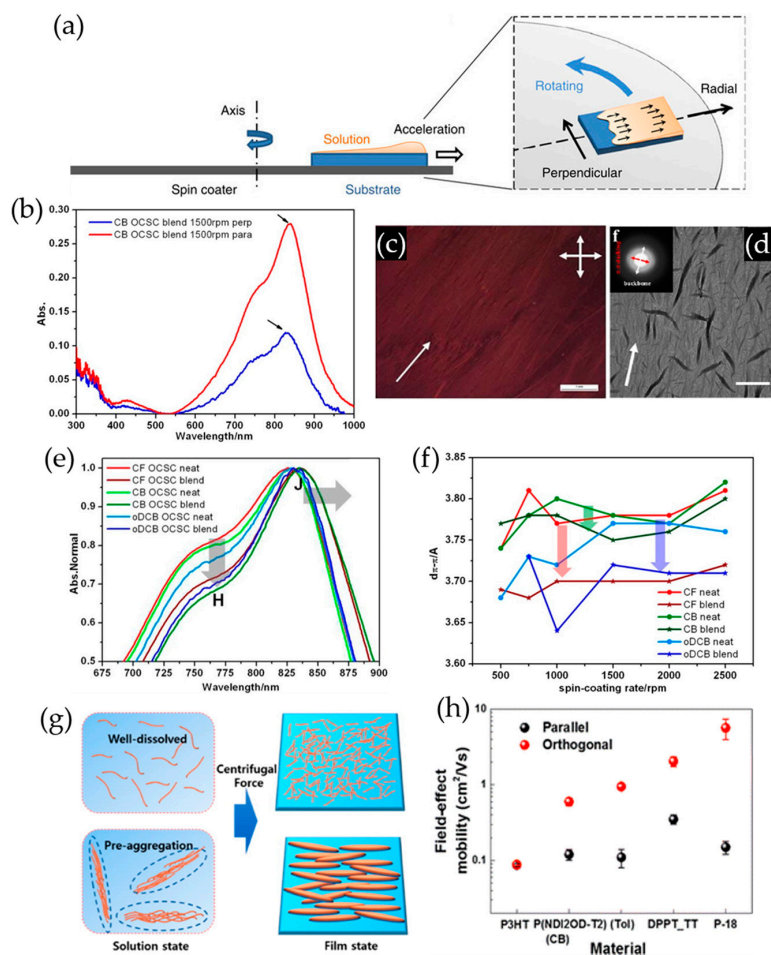 (a)
Axis
Rotating
Radial
Solution
Acceleration
Spin coater
Substrate
Perpendicular
(b)
CB OCSC blend 1500rpm perp
CB OCSC blend 1500rpm para
Abs.
0.30
0.25
0.20
0.15
0.10
0.05
0.00
300 400 500 600 700 800 900 1000
Wavelength/nm
(c)
f
backbone
(d)
(e)
CF OCSC neat
CF OCSC blend
CB OCSC neat
CB OCSC blend
oDCB OCSC neat
oDCB OCSC blend
J
H
Abs.Normal
1.0
0.9
0.8
0.7
0.6
0.5
675 700 725 750 775 800 825 850 875 900
Wavelength/nm
(f)
dπ-π/A
3.85
3.80
3.75
3.70
3.65
3.60
CF neat
CF blend
CB neat
CB blend
oDCB neat
oDCB blend
500 1000 1500 2000 2500
spin-coating rate/rpm
(g)
Well-dissolved
Centrifugal
Force
Pre-aggregation
Solution state
Film state
(h)
Parallel
Orthogonal
Field-effect
mobility (cm²/Vs)
10
1
0.1
P3HT P(NDI2OD-T2) (Tol) DPPT_TT P-18
(CB)
Material